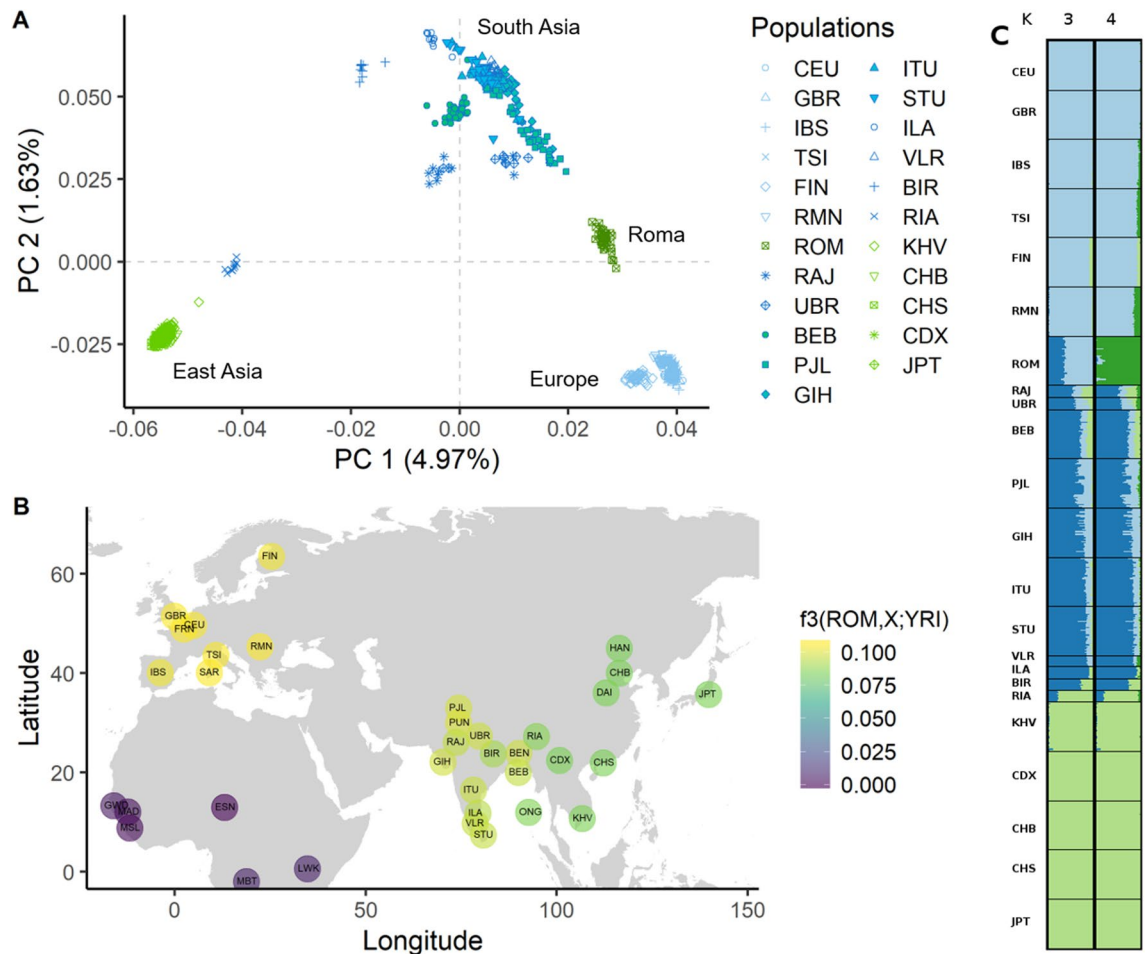 A
South Asia
Roma
East Asia
Europe
0.050
0.025
0.000
-0.025
-0.06
-0.04
-0.02
0.00
0.02
0.04
PC 1 (4.97%)
PC 2 (1.63%)
Populations
CEU
GBR
IBS
TSI
FIN
RMN
ROM
RAJ
UBR
BEB
PJL
GIH
ITU
STU
ILA
VLR
BIR
RIA
KHV
CHB
CHS
CDX
JPT
B
FIN
GBR
CEU
FRN
TSI
RMN
IBS
SAR
HAN
CHB
DAI
JPT
PJL
PUN
RAJ
UBR
RIA
GIH
BIR
BEN
CDX
CHS
BEB
ITU
ILA
VLR
STU
ONG
KHV
GWD
MAD
MSL
ESN
MBT
LWK
60
40
20
0
0
50
100
150
Latitude
Longitude
f3(ROM,X;YRI)
0.100
0.075
0.050
0.025
0.000
C
K 3 4
CEU
GBR
IBS
TSI
FIN
RMN
ROM
RAJ
UBR
BEB
PJL
GIH
ITU
STU
VLR
ILA
BIR
RIA
KHV
CDX
CHB
CHS
JPT